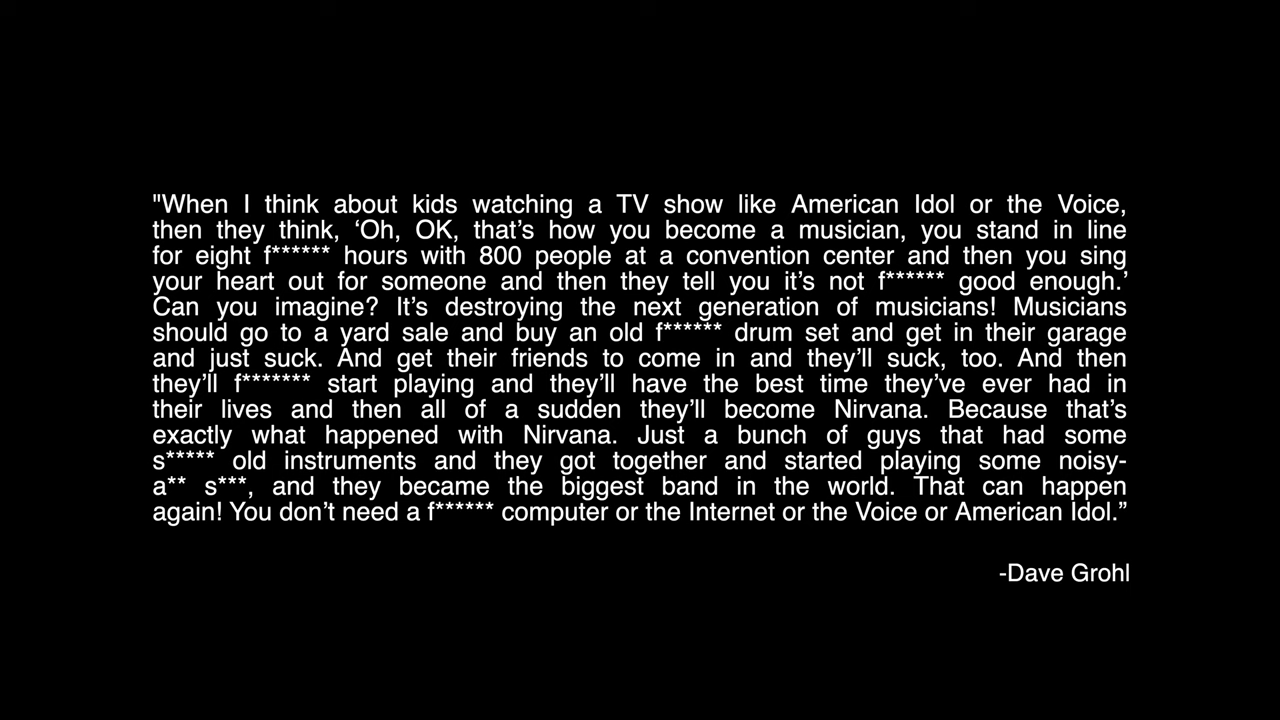 "When I think about kids watching a TV show like American Idol or the Voice,
then they think, ‘Oh, OK, that’s how you become a musician, you stand in line
for eight f****** hours with 800 people at a convention center and then you sing
your heart out for someone and then they tell you it’s not f****** good enough.’
Can you imagine? It’s destroying the next generation of musicians! Musicians
should go to a yard sale and buy an old f****** drum set and get in their garage
and just suck. And get their friends to come in and they’ll suck, too. And then
they’ll f******* start playing and they’ll have the best time they’ve ever had in
their lives and then all of a sudden they’ll become Nirvana. Because that’s
exactly what happened with Nirvana. Just a bunch of guys that had some
s***** old instruments and they got together and started playing some noisy-
a** s***, and they became the biggest band in the world. That can happen
again! You don’t need a f****** computer or the Internet or the Voice or American Idol.”
-Dave Grohl